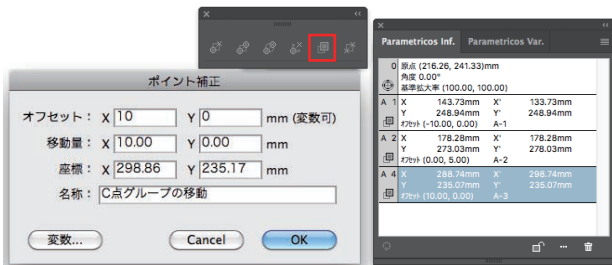 ポイント補正
オフセット： X 10 Y 0 mm (変数可)
移動量： X 10.00 Y 0.00 mm
座標： X 298.86 Y 235.17 mm
名称： C点グループの移動
変数... Cancel OK
Parametricos Inf. Parametricos Var.
0 原点 (216.26, 241.33)mm
角度 0.00°
基準拡大率 (100.00, 100.00)
A 1 X 143.73mm X' 133.73mm
Y 248.94mm Y' 248.94mm
オフセット (-10.00, 0.00) A-1
A 2 X 178.28mm X' 178.28mm
Y 273.03mm Y' 278.03mm
オフセット (0.00, 5.00) A-2
A 4 X 288.74mm X' 298.74mm
Y 235.07mm Y' 235.07mm
オフセット (10.00, 0.00) A-3